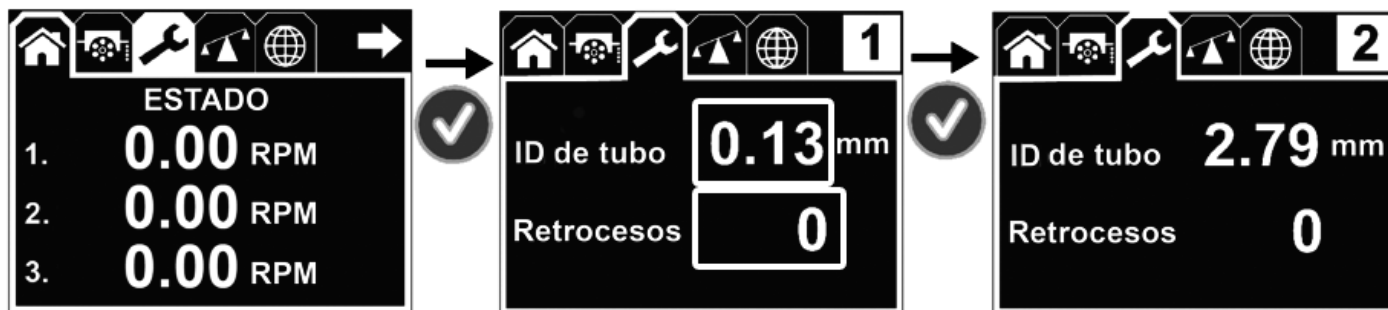 ESTADO
1. 0.00 RPM
2. 0.00 RPM
3. 0.00 RPM
1
ID de tubo 0.13 mm
Retrocesos 0
2
ID de tubo 2.79 mm
Retrocesos 0